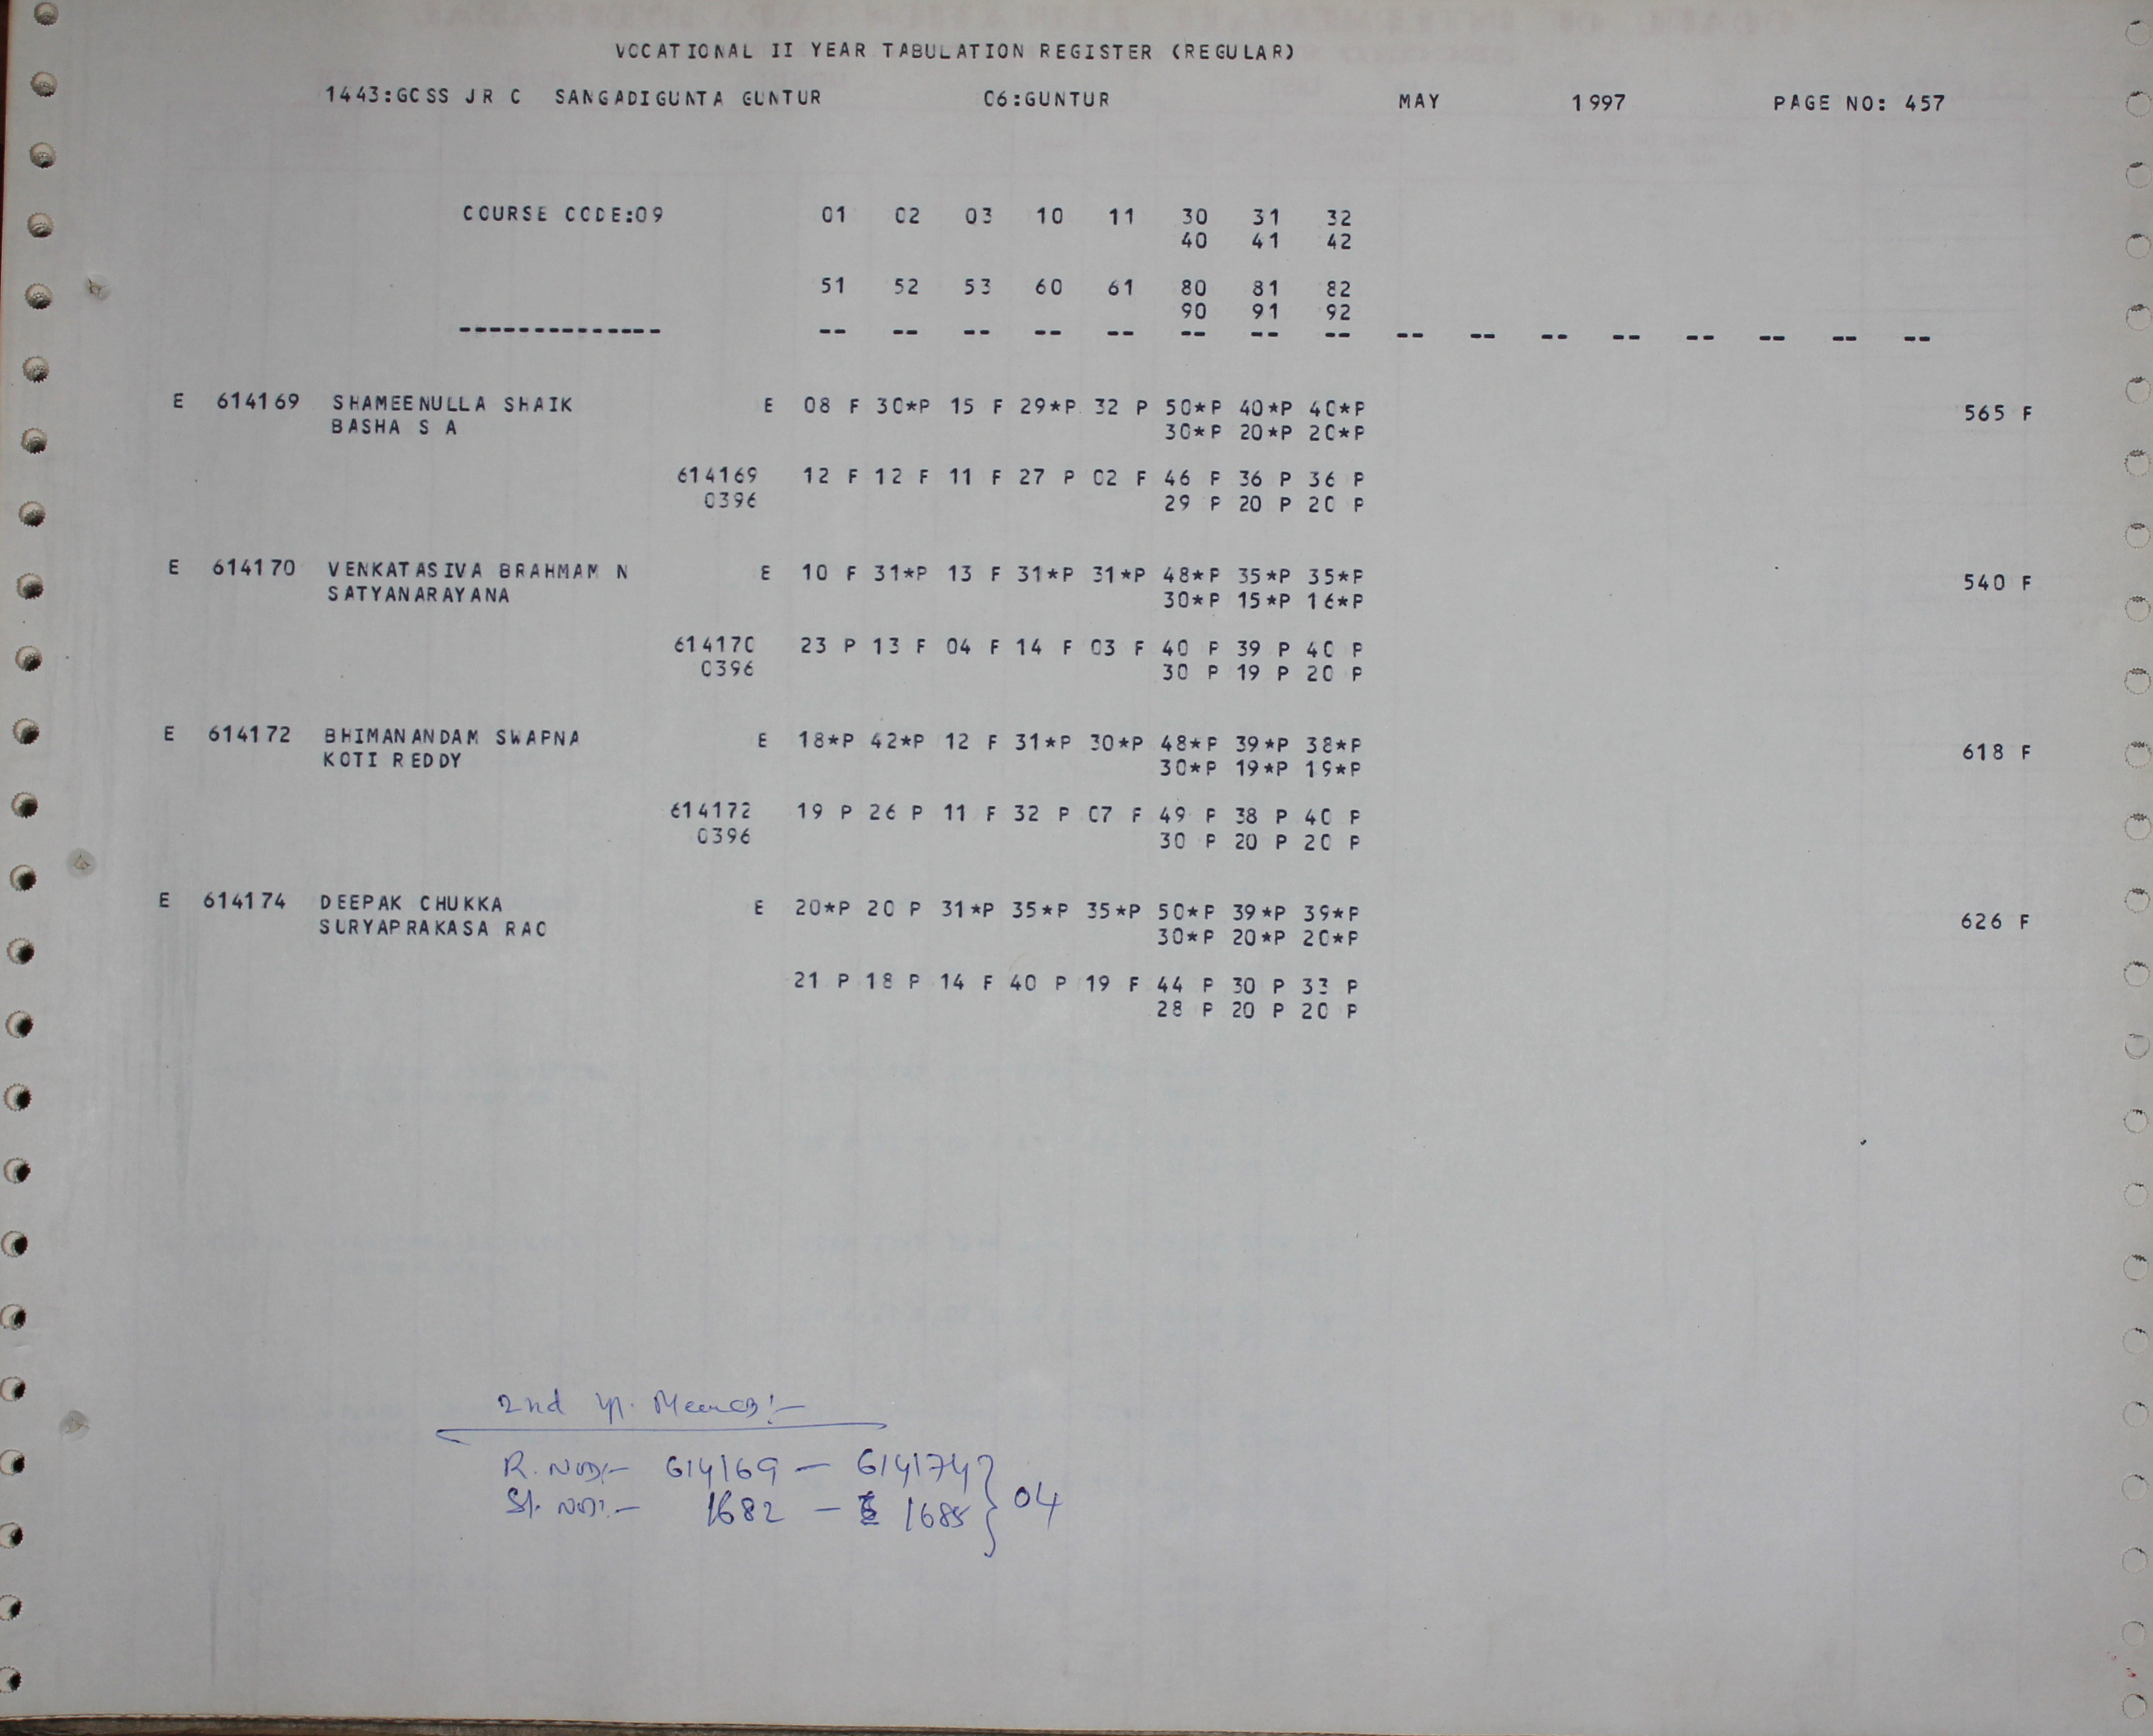 VOCATIONAL II YEAR TABULATION REGISTER (REGULAR)
1443:GCSS JR C SANGADIGUNTA GUNTUR C6:GUNTUR MAY 1997 PAGE NO: 457
COURSE CODE:09 01 02 03 10 11 30 31 32
40 41 42
51 52 53 60 61 80 81 82
90 91 92
-------------- -- -- -- -- -- -- -- -- -- -- -- -- -- -- -- --
E 614169 SHAMEENULLA SHAIK E 08 F 30*P 15 F 29*P 32 P 50*P 40*P 40*P 565 F
BASHA S A 30*P 20*P 20*P
614169 12 F 12 F 11 F 27 P 02 F 46 P 36 P 36 P
0396 29 P 20 P 20 P
E 614170 VENKATASIVA BRAHMAM N E 10 F 31*P 13 F 31*P 31*P 48*P 35*P 35*P 540 F
SATYANARAYANA 30*P 15*P 16*P
614170 23 P 13 F 04 F 14 F 03 F 40 P 39 P 40 P
0396 30 P 19 P 20 P
E 614172 BHIMANANDAM SWAPNA E 18*P 42*P 12 F 31*P 30*P 48*P 39*P 38*P 618 F
KOTI REDDY 30*P 19*P 19*P
614172 19 P 26 P 11 F 32 P 07 F 49 P 38 P 40 P
0396 30 P 20 P 20 P
E 614174 DEEPAK CHUKKA E 20*P 20 P 31*P 35*P 35*P 50*P 39*P 39*P 626 F
SURYAPRAKASA RAO 30*P 20*P 20*P
21 P 18 P 14 F 40 P 19 F 44 P 30 P 33 P
28 P 20 P 20 P
2nd yr. Memos:-
R. Nos:- 614169 - 614174 } 04
Sl. Nos:- 1682 - 1685